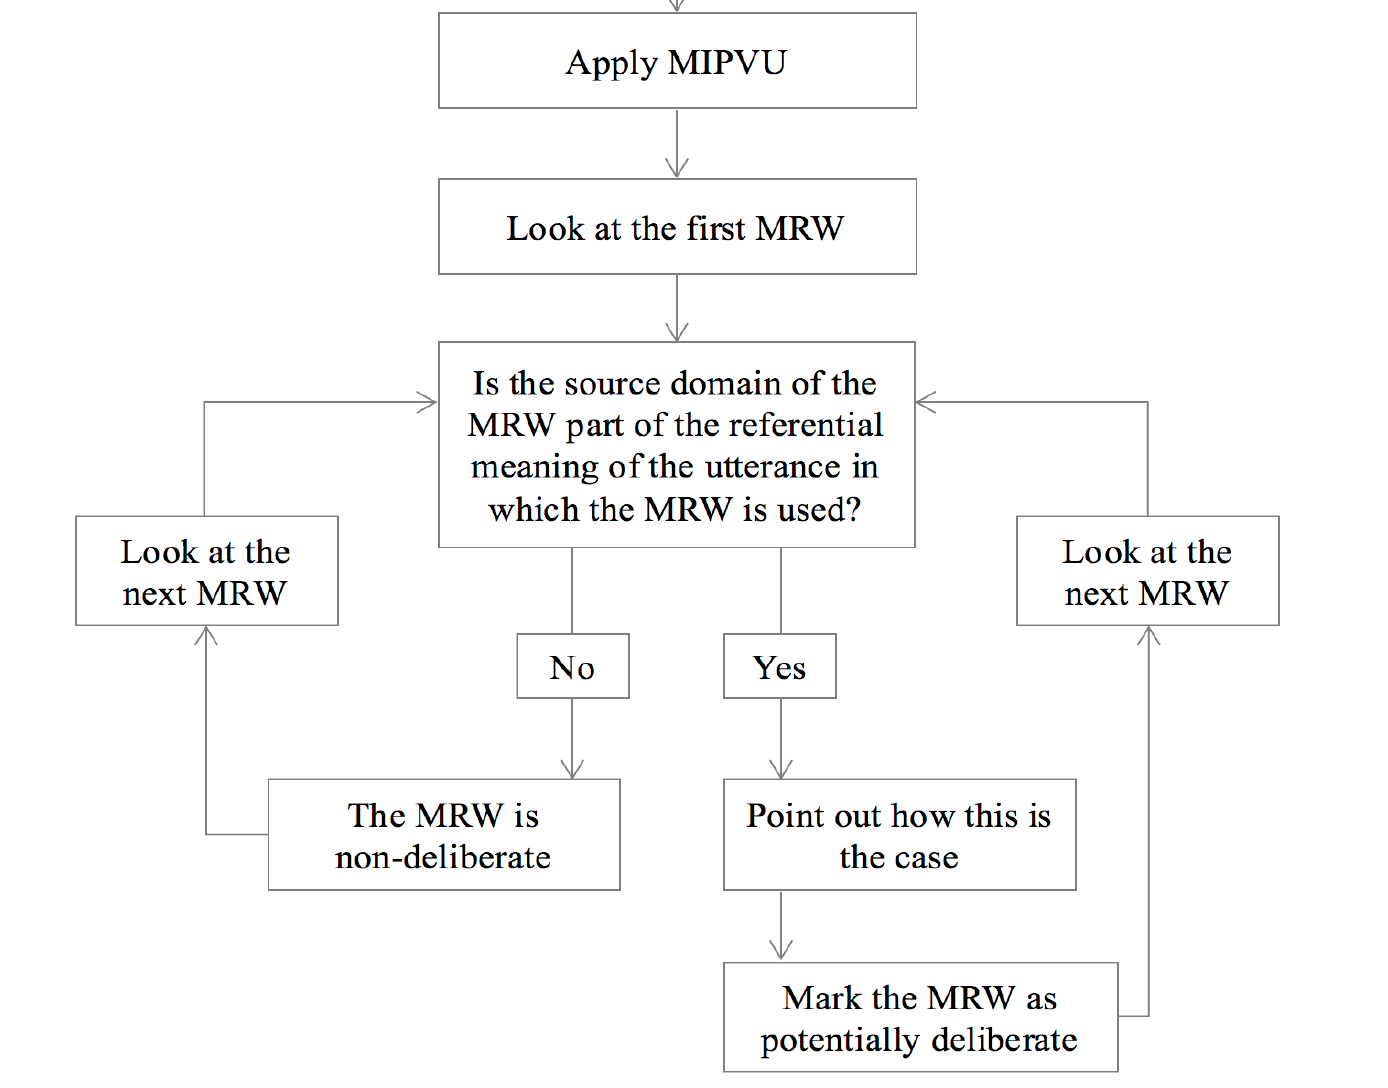 Apply MIPVU
Look at the first MRW
Is the source domain of the
MRW part of the referential
meaning of the utterance in
which the MRW is used?
Look at the
next MRW
Look at the
next MRW
No
Yes
The MRW is
non-deliberate
Point out how this is
the case
Mark the MRW as
potentially deliberate